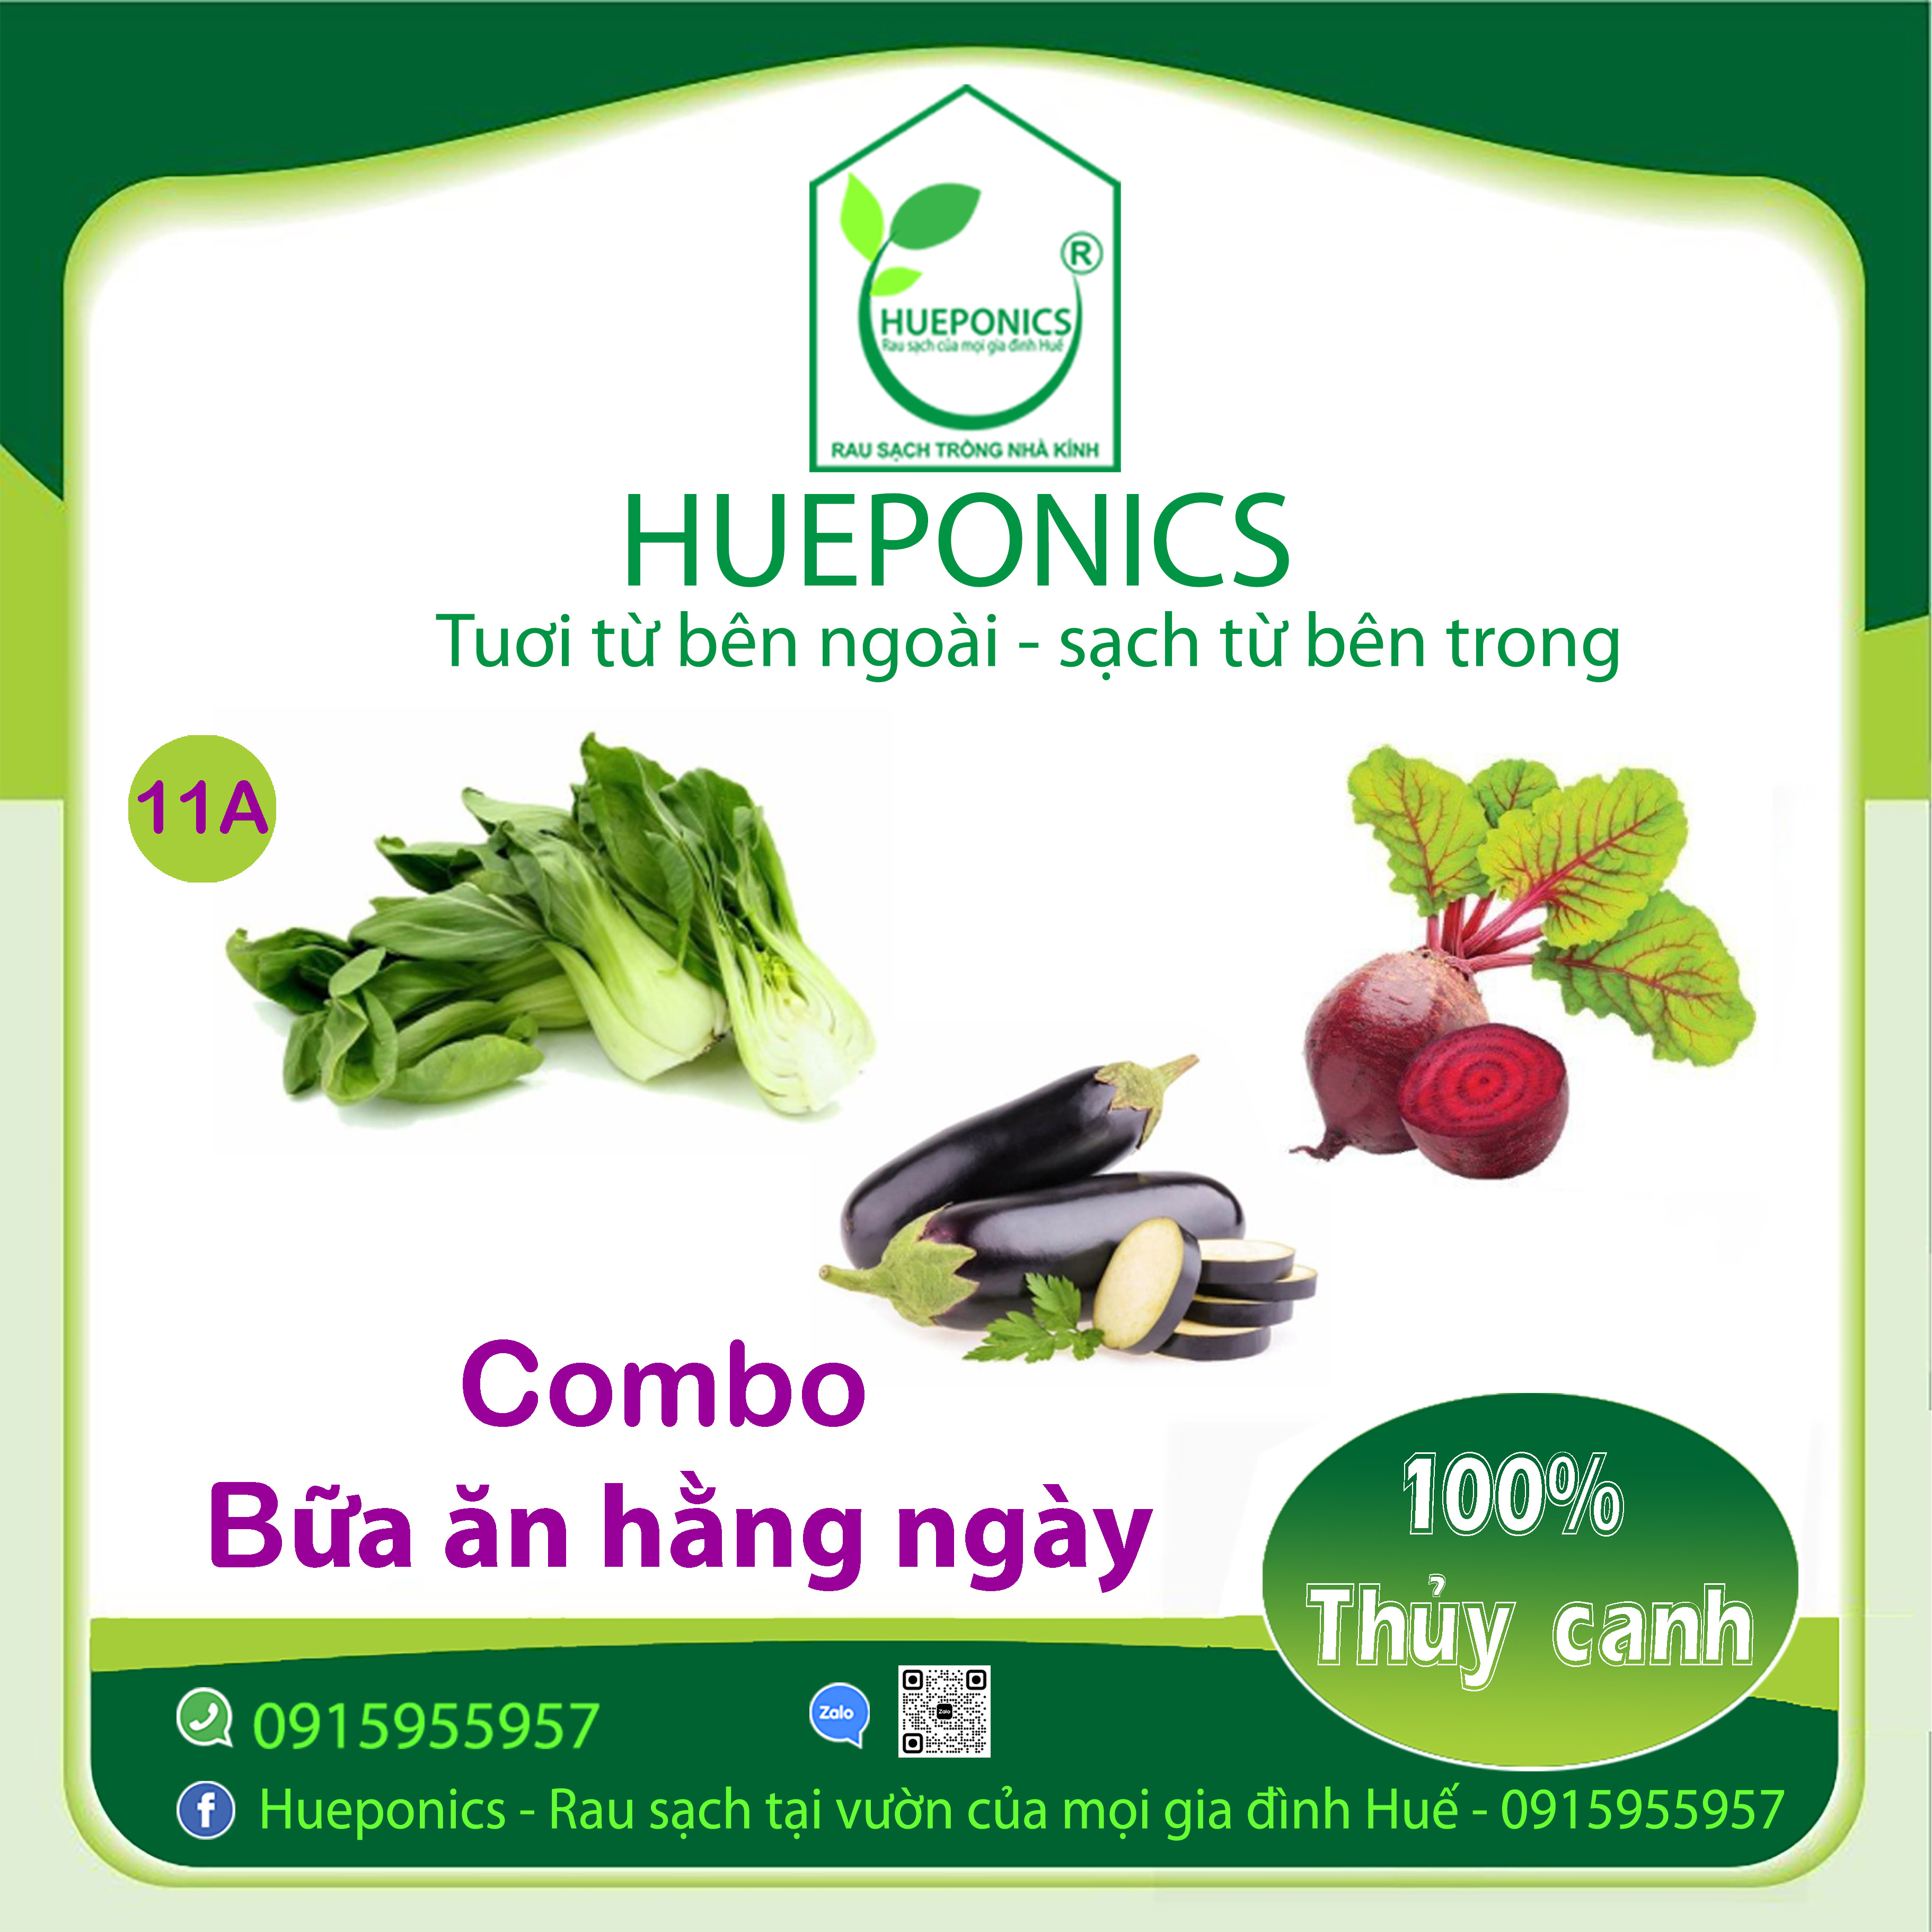 ®
HUEPONICS
Rau sạch của mọi gia đình Huế
RAU SẠCH TRỒNG NHÀ KÍNH
HUEPONICS
Tươi từ bên ngoài - sạch từ bên trong
11A
Combo
Bữa ăn hằng ngày
100%
Thủy canh
0915955957
Zalo
Zalo
Hueponics - Rau sạch tại vườn của mọi gia đình Huế - 0915955957